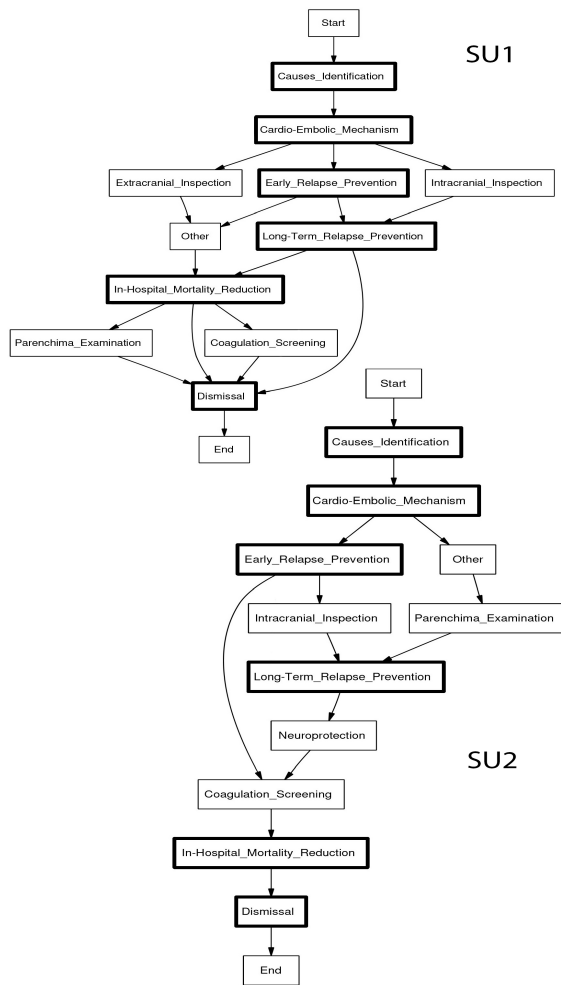 Start
SU1
Causes_Identification
Cardio-Embolic_Mechanism
Extracranial_Inspection
Early_Relapse_Prevention
Intracranial_Inspection
Other
Long-Term_Relapse_Prevention
In-Hospital_Mortality_Reduction
Parenchima_Examination
Coagulation_Screening
Dismissal
End
Start
Causes_Identification
Cardio-Embolic_Mechanism
Early_Relapse_Prevention
Other
Intracranial_Inspection
Parenchima_Examination
Long-Term_Relapse_Prevention
Neuroprotection
SU2
Coagulation_Screening
In-Hospital_Mortality_Reduction
Dismissal
End